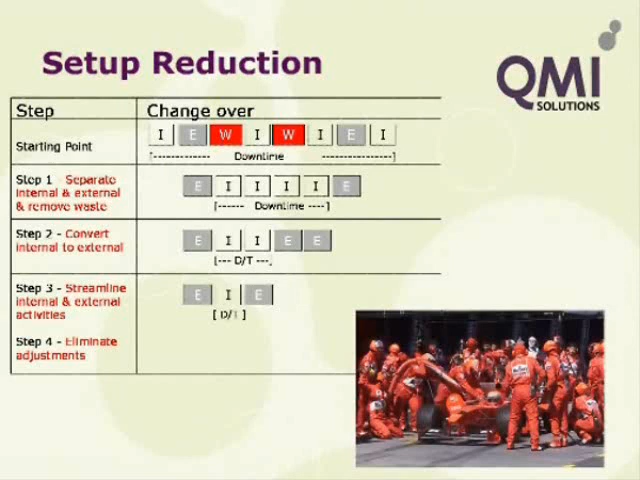 Setup Reduction
QMI
SOLUTIONS
Step Change over
Starting Point I E W I W I E I
[-------------- Downtime -----------------]
Step 1 - Separate
internal & external
& remove waste
E I I I I E
[------ Downtime ----]
Step 2 - Convert
internal to external
E I I E E
[--- D/T ---]
Step 3 - Streamline
internal & external
activities
E I E
[ D/T ]
Step 4 - Eliminate
adjustments